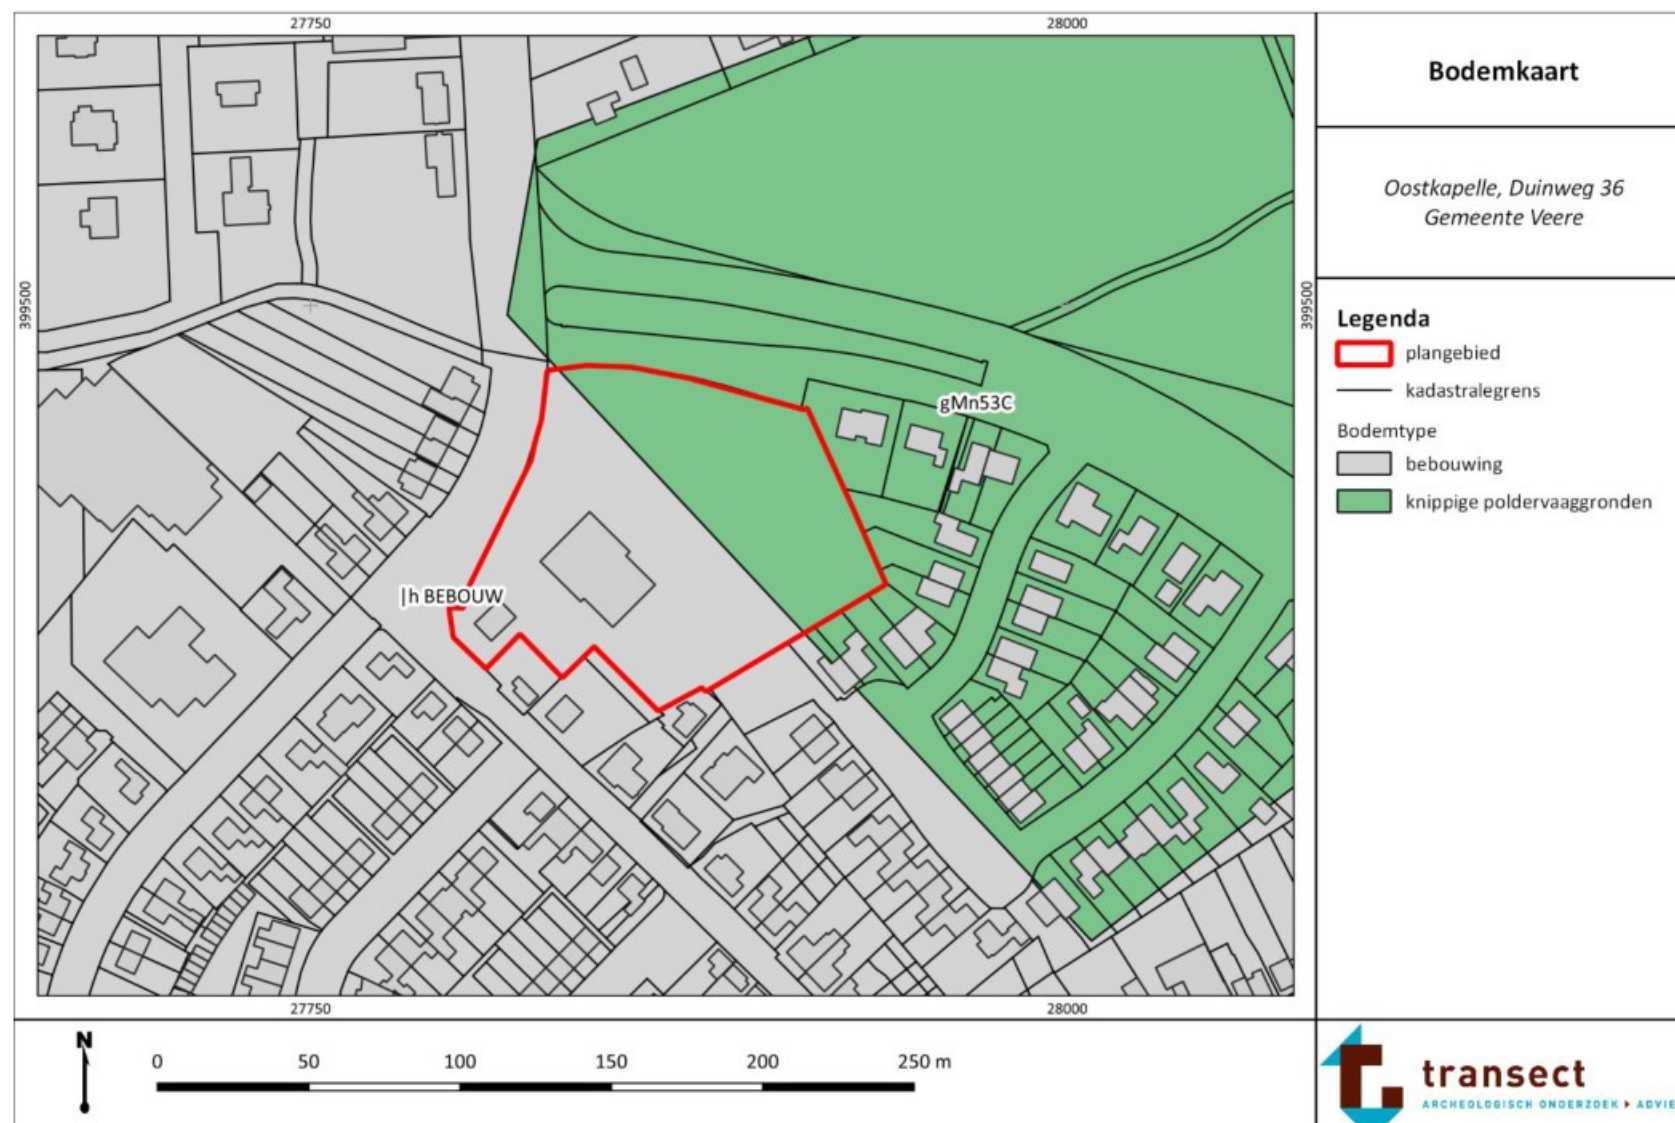 27750
28000
399500
399500
gMn53C
|h BEBOUW
27750
28000
N
0 50 100 150 200 250 m
Bodemkaart
Oostkapelle, Duinweg 36
Gemeente Veere
Legenda
plangebied
kadastralegrens
Bodemtype
bebouwing
knippige poldervaaggronden
transect
ARCHEOLOGISCH ONDERZOEK ▸ ADVIE